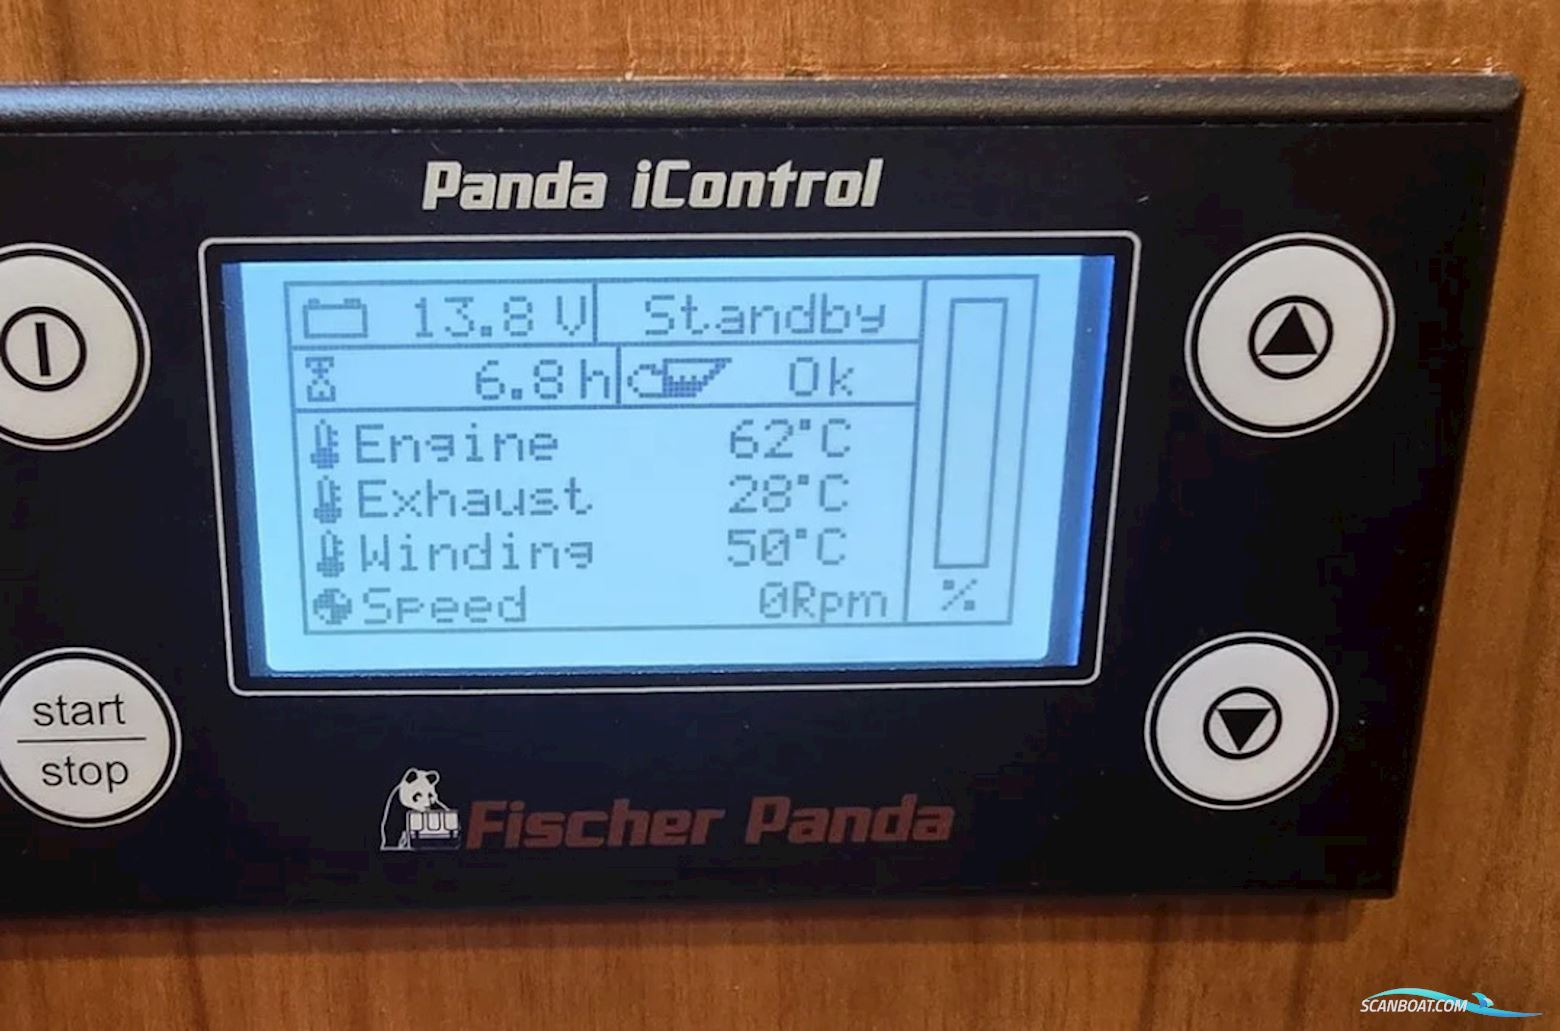 Panda iControl
13.8 V Standby
6.8 h Ok
Engine 62°C
Exhaust 28°C
Winding 50°C
Speed 0Rpm
%
start
stop
Fischer Panda
SCANBOAT.COM